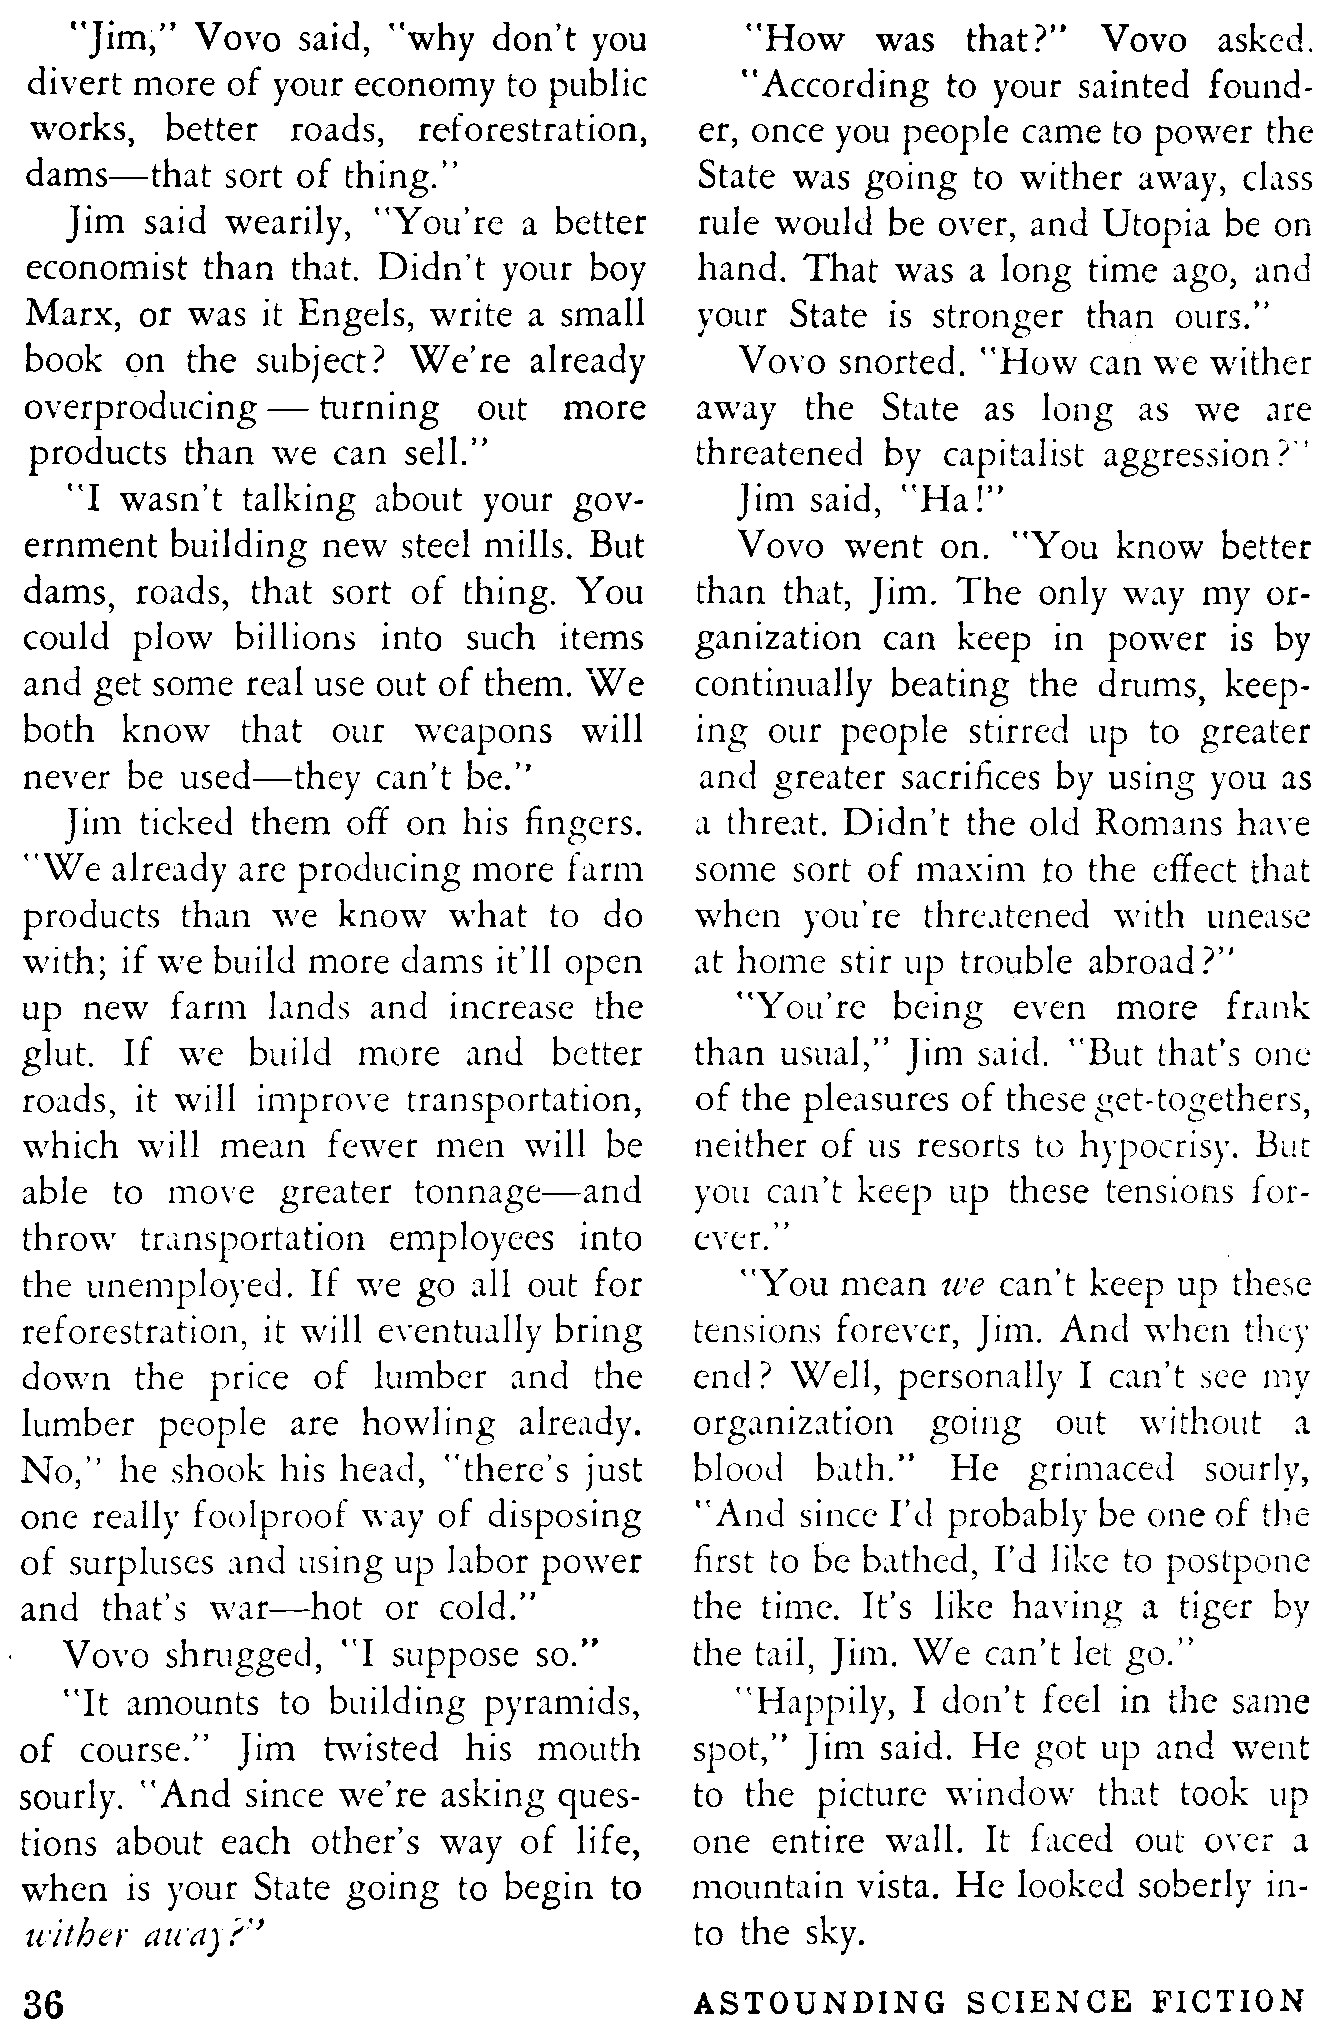 "Jim," Vovo said, "why don't you
divert more of your economy to public
works, better roads, reforestration,
dams—that sort of thing."
Jim said wearily, "You're a better
economist than that. Didn't your boy
Marx, or was it Engels, write a small
book on the subject? We're already
overproducing — turning out more
products than we can sell."
"I wasn't talking about your gov-
ernment building new steel mills. But
dams, roads, that sort of thing. You
could plow billions into such items
and get some real use out of them. We
both know that our weapons will
never be used—they can't be."
Jim ticked them off on his fingers.
"We already are producing more farm
products than we know what to do
with; if we build more dams it'll open
up new farm lands and increase the
glut. If we build more and better
roads, it will improve transportation,
which will mean fewer men will be
able to move greater tonnage—and
throw transportation employees into
the unemployed. If we go all out for
reforestration, it will eventually bring
down the price of lumber and the
lumber people are howling already.
No," he shook his head, "there's just
one really foolproof way of disposing
of surpluses and using up labor power
and that's war—hot or cold."
Vovo shrugged, "I suppose so."
"It amounts to building pyramids,
of course." Jim twisted his mouth
sourly. "And since we're asking ques-
tions about each other's way of life,
when is your State going to begin to
wither away?"
"How was that?" Vovo asked.
"According to your sainted found-
er, once you people came to power the
State was going to wither away, class
rule would be over, and Utopia be on
hand. That was a long time ago, and
your State is stronger than ours."
Vovo snorted. "How can we wither
away the State as long as we are
threatened by capitalist aggression?"
Jim said, "Ha!"
Vovo went on. "You know better
than that, Jim. The only way my or-
ganization can keep in power is by
continually beating the drums, keep-
ing our people stirred up to greater
and greater sacrifices by using you as
a threat. Didn't the old Romans have
some sort of maxim to the effect that
when you're threatened with unease
at home stir up trouble abroad?"
"You're being even more frank
than usual," Jim said. "But that's one
of the pleasures of these get-togethers,
neither of us resorts to hypocrisy. But
you can't keep up these tensions for-
ever."
"You mean we can't keep up these
tensions forever, Jim. And when they
end? Well, personally I can't see my
organization going out without a
blood bath." He grimaced sourly,
"And since I'd probably be one of the
first to be bathed, I'd like to postpone
the time. It's like having a tiger by
the tail, Jim. We can't let go."
"Happily, I don't feel in the same
spot," Jim said. He got up and went
to the picture window that took up
one entire wall. It faced out over a
mountain vista. He looked soberly in-
to the sky.
36
ASTOUNDING SCIENCE FICTION